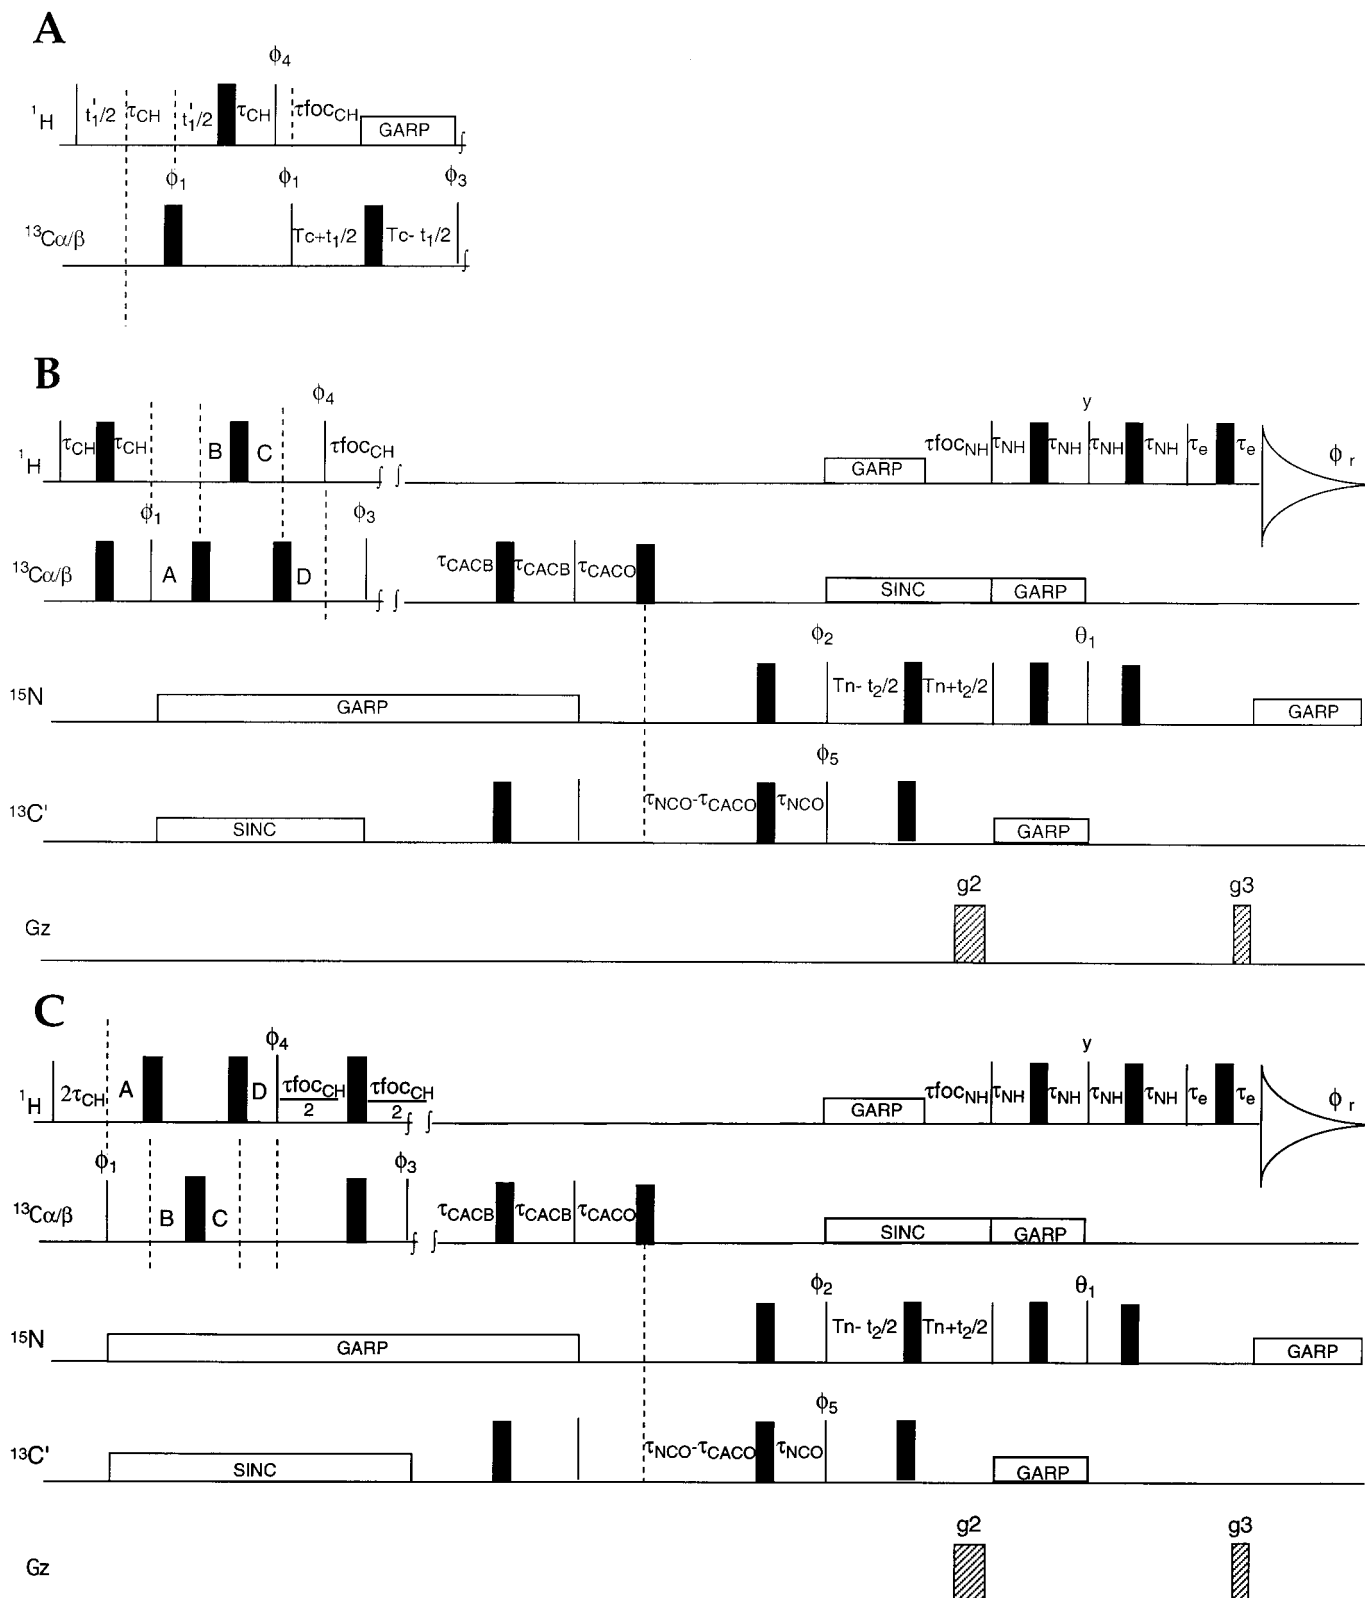 A
ϕ4
1H t'1/2 τCH t'1/2 τCH τfocCH GARP
ϕ1 ϕ1 ϕ3
13Cα/β Tc+t1/2 Tc- t1/2
B
ϕ4 y
1H τCH τCH B C τfocCH GARP τfocNH τNH τNH τNH τNH τe τe ϕr
ϕ1 ϕ3
13Cα/β A D τCACB τCACB τCACO SINC GARP
ϕ2 θ1
15N GARP Tn- t2/2 Tn+t2/2 GARP
ϕ5
13C' SINC τNCO-τCACO τNCO GARP
g2 g3
Gz
C
ϕ4 y
1H 2τCH A D τfocCH/2 τfocCH/2 GARP τfocNH τNH τNH τNH τNH τe τe ϕr
ϕ1 ϕ3
13Cα/β B C τCACB τCACB τCACO SINC GARP
ϕ2 θ1
15N GARP Tn- t2/2 Tn+t2/2 GARP
ϕ5
13C' SINC τNCO-τCACO τNCO GARP
g2 g3
Gz